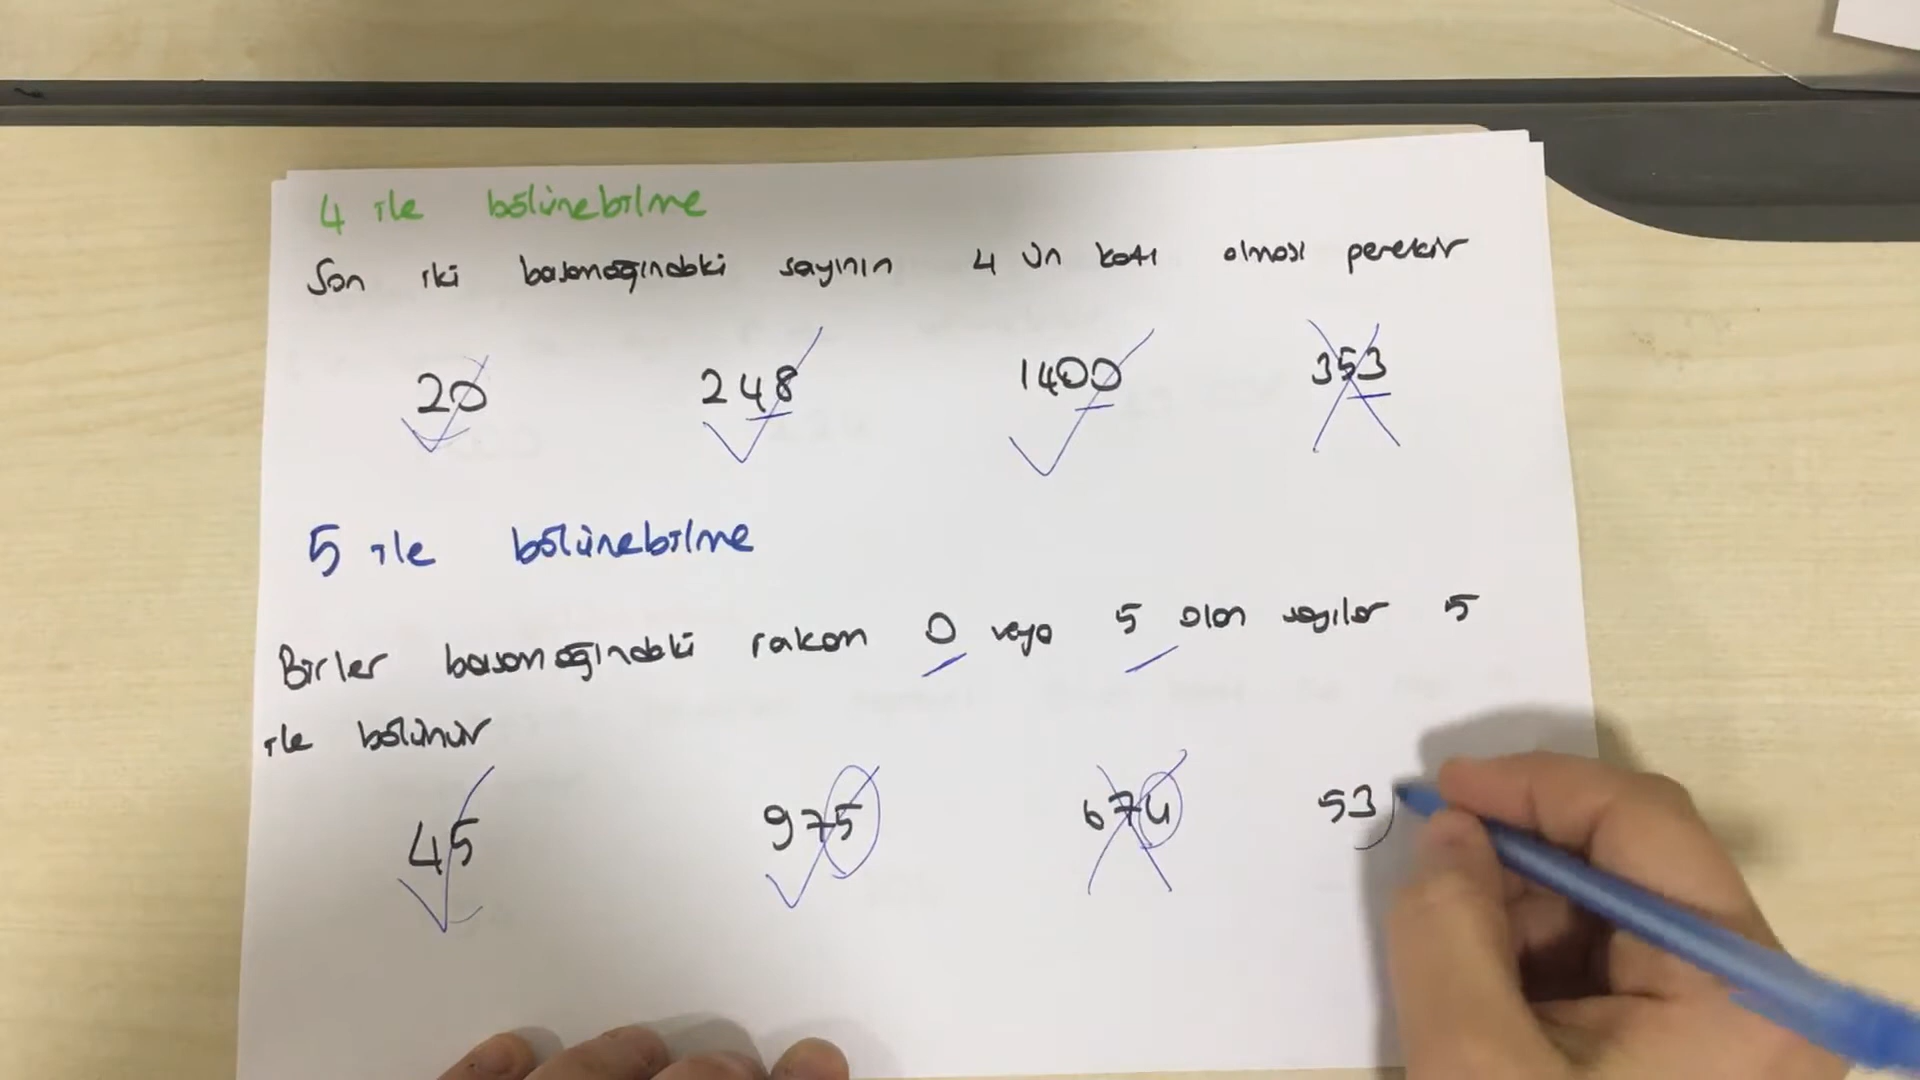 4 ile bölünebilme
Son iki basamağındaki sayının 4 ün katı olması gerekir
20 248 1400 353
5 ile bölünebilme
Birler basamağındaki rakam 0 veya 5 olan sayılar 5
ile bölünür
45 975 674 53